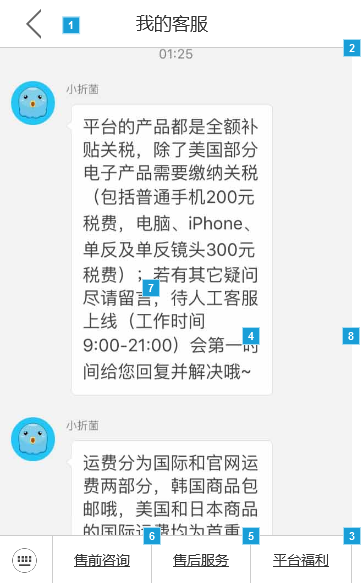 我的客服
1
2
01:25
小折菌
平台的产品都是全额补
贴关税，除了美国部分
电子产品需要缴纳关税
（包括普通手机200元
税费，电脑、iPhone、
单反及单反镜头300元
税费）；若有其它疑问
尽请留言，待人工客服
7
上线（工作时间
9:00-21:00）会第一时
4
8
间给您回复并解决哦~
小折菌
运费分为国际和官网运
费两部分，韩国商品包
邮哦，美国和日本商品
的国际运费均为首重
6
5
3
售前咨询
售后服务
平台福利